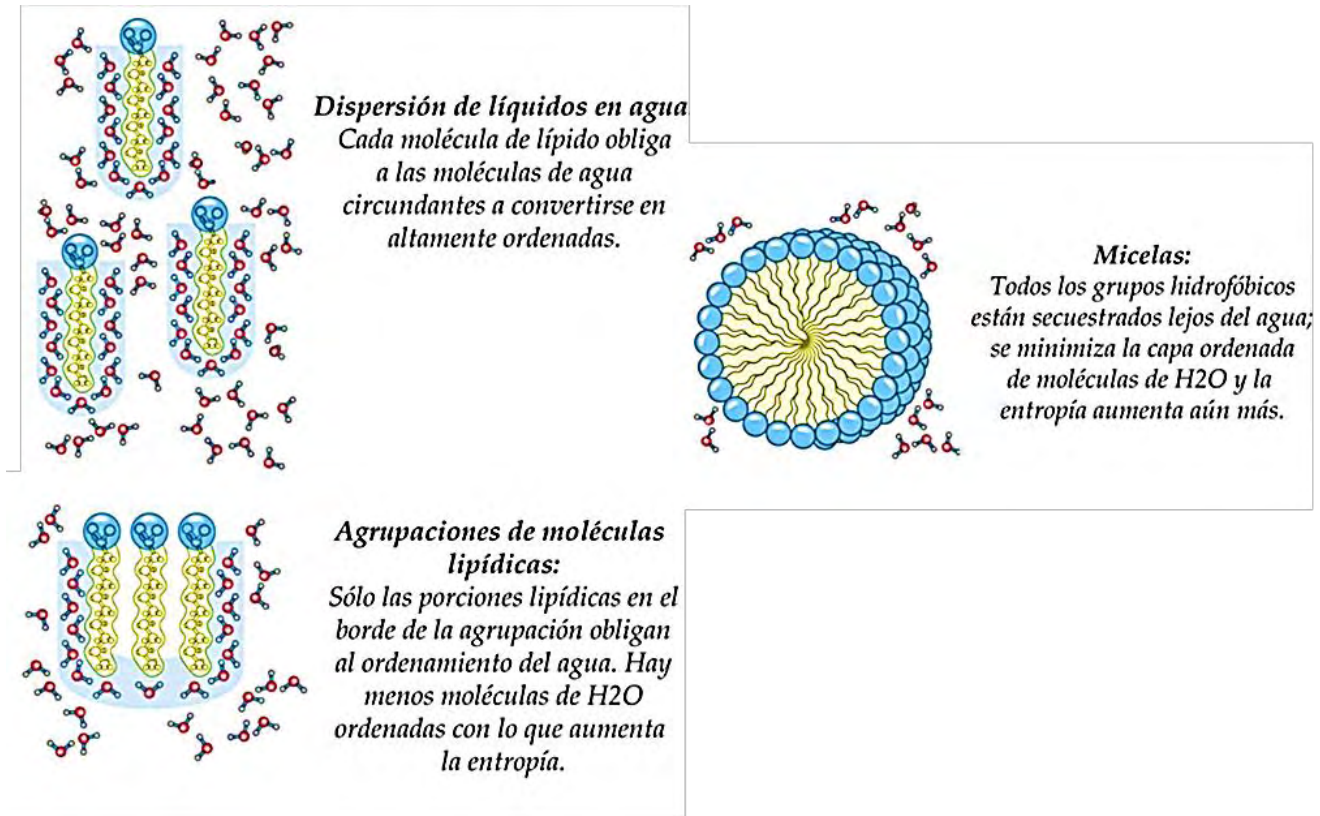 Dispersión de líquidos en agua
Cada molécula de lípido obliga
a las moléculas de agua
circundantes a convertirse en
altamente ordenadas.
Micelas:
Todos los grupos hidrofóbicos
están secuestrados lejos del agua;
se minimiza la capa ordenada
de moléculas de H2O y la
entropía aumenta aún más.
Agrupaciones de moléculas
lipídicas:
Sólo las porciones lipídicas en el
borde de la agrupación obligan
al ordenamiento del agua. Hay
menos moléculas de H2O
ordenadas con lo que aumenta
la entropía.